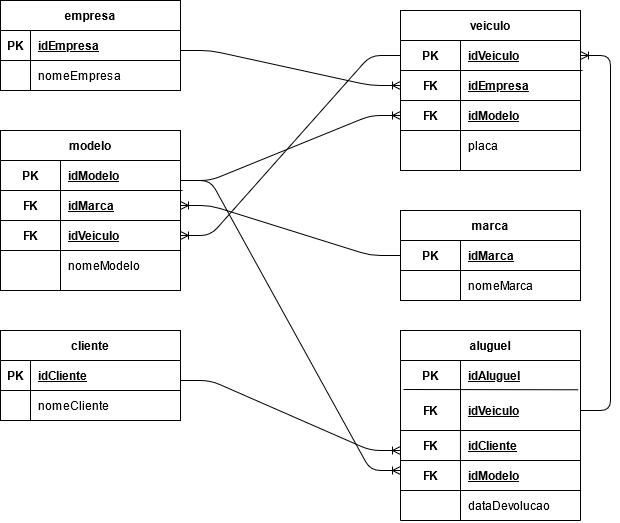 empresa
PK idEmpresa
nomeEmpresa
modelo
PK idModelo
FK idMarca
FK idVeiculo
nomeModelo
cliente
PK idCliente
nomeCliente
veiculo
PK idVeiculo
FK idEmpresa
FK idModelo
placa
marca
PK idMarca
nomeMarca
aluguel
PK idAluguel
FK idVeiculo
FK idCliente
FK idModelo
dataDevolucao